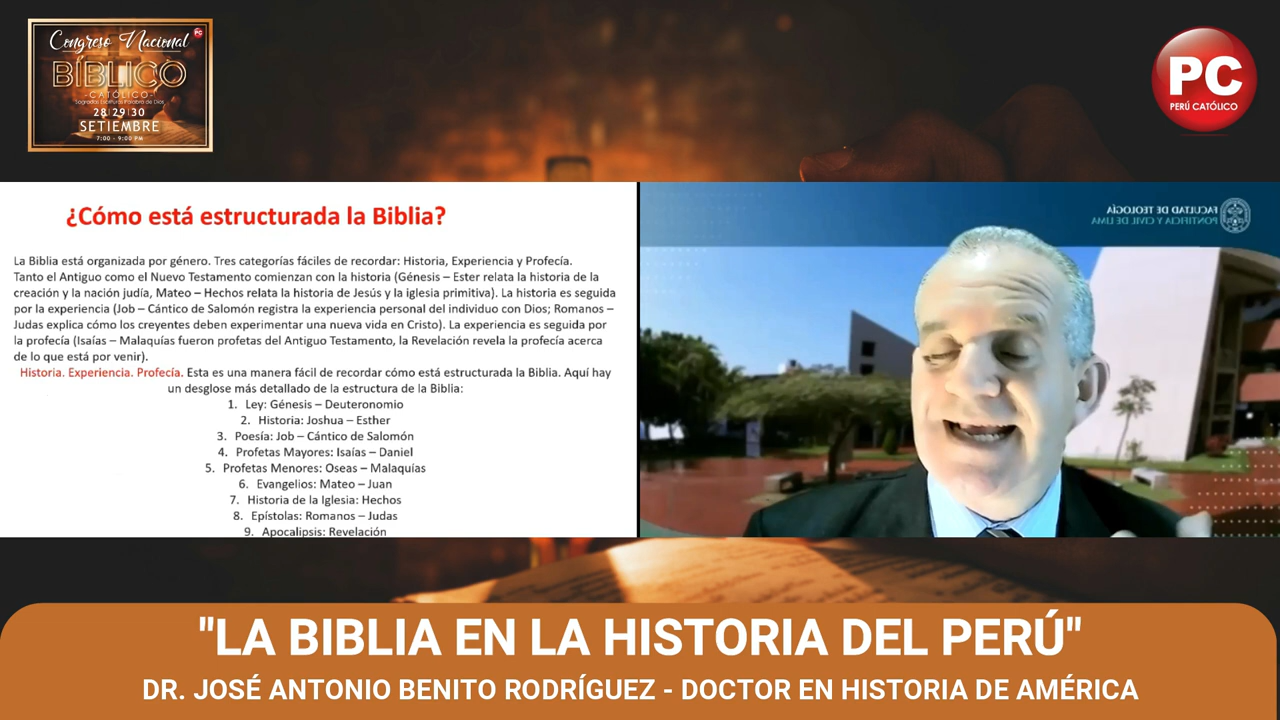 Congreso Nacional
PC
BÍBLICO
-CATÓLICO-
Sagradas Escrituras Palabra de Dios
28|29|30
SETIEMBRE
7:00 - 9:00 PM
PC
PERÚ CATÓLICO
¿Cómo está estructurada la Biblia?
La Biblia está organizada por género. Tres categorías fáciles de recordar: Historia, Experiencia y Profecía.
Tanto el Antiguo como el Nuevo Testamento comienzan con la historia (Génesis – Ester relata la historia de la
creación y la nación judía, Mateo – Hechos relata la historia de Jesús y la iglesia primitiva). La historia es seguida
por la experiencia (Job – Cántico de Salomón registra la experiencia personal del individuo con Dios; Romanos –
Judas explica cómo los creyentes deben experimentar una nueva vida en Cristo). La experiencia es seguida por
la profecía (Isaías – Malaquías fueron profetas del Antiguo Testamento, la Revelación revela la profecía acerca
de lo que está por venir).
Historia. Experiencia. Profecía. Esta es una manera fácil de recordar cómo está estructurada la Biblia. Aquí hay
un desglose más detallado de la estructura de la Biblia:
1. Ley: Génesis – Deuteronomio
2. Historia: Joshua – Esther
3. Poesía: Job – Cántico de Salomón
4. Profetas Mayores: Isaías – Daniel
5. Profetas Menores: Oseas – Malaquías
6. Evangelios: Mateo – Juan
7. Historia de la Iglesia: Hechos
8. Epístolas: Romanos – Judas
9. Apocalipsis: Revelación
FACULTAD DE TEOLOGÍA
PONTIFICIA Y CIVIL DE LIMA
"LA BIBLIA EN LA HISTORIA DEL PERÚ"
DR. JOSÉ ANTONIO BENITO RODRÍGUEZ - DOCTOR EN HISTORIA DE AMÉRICA